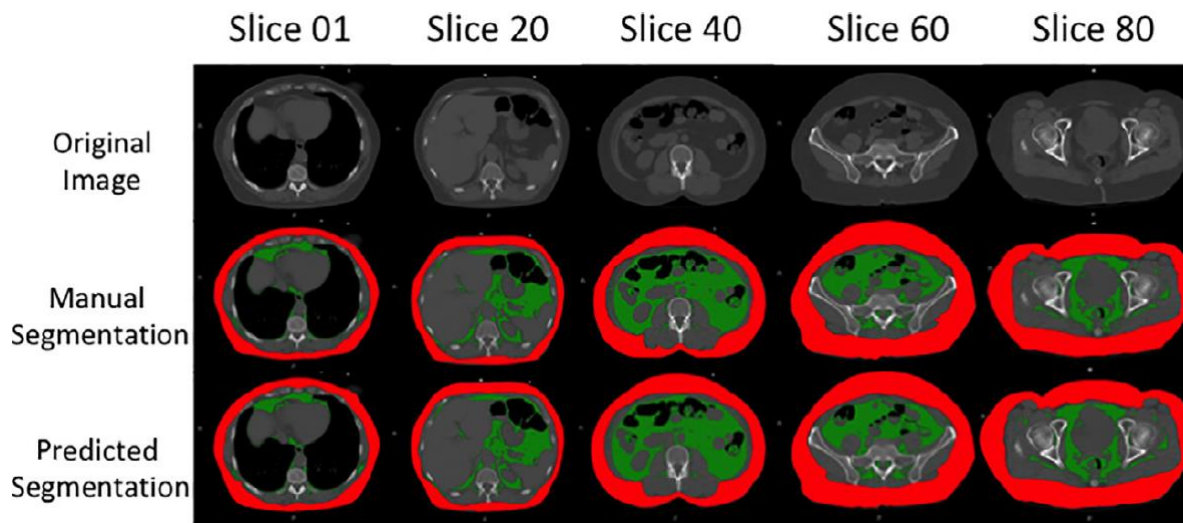 Slice 01 Slice 20 Slice 40 Slice 60 Slice 80
Original
Image
Manual
Segmentation
Predicted
Segmentation